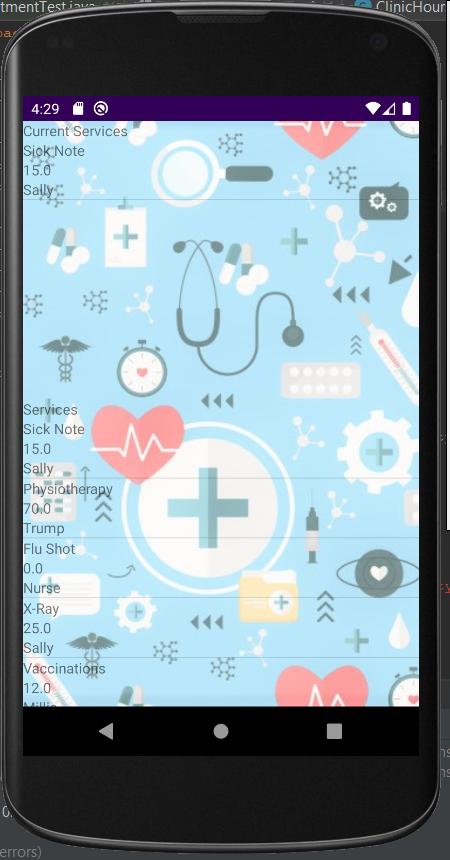 tmentTest.java
ClinicHour
4:29
Current Services
Sick Note
15.0
Sally
Services
Sick Note
15.0
Sally
Physiotherapy
70.0
Trump
Flu Shot
0.0
Nurse
X-Ray
25.0
Sally
Vaccinations
12.0
Millie
errors)